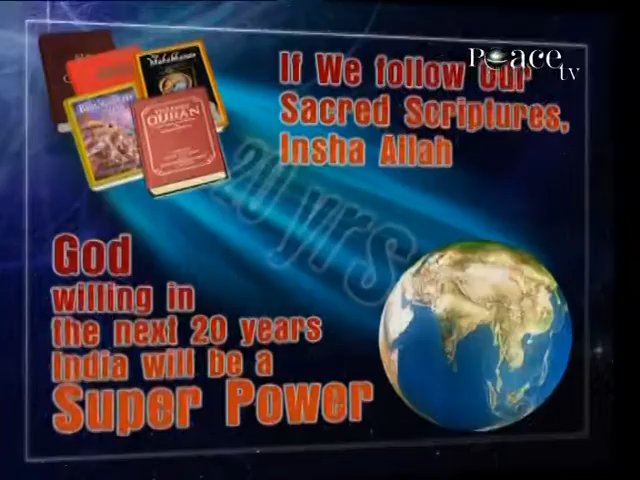 Peace tv
If We follow Our
Sacred Scriptures,
Insha Allah
Mahabharata
QURAN
20 yrs
God
willing in
the next 20 years
India will be a
Super Power